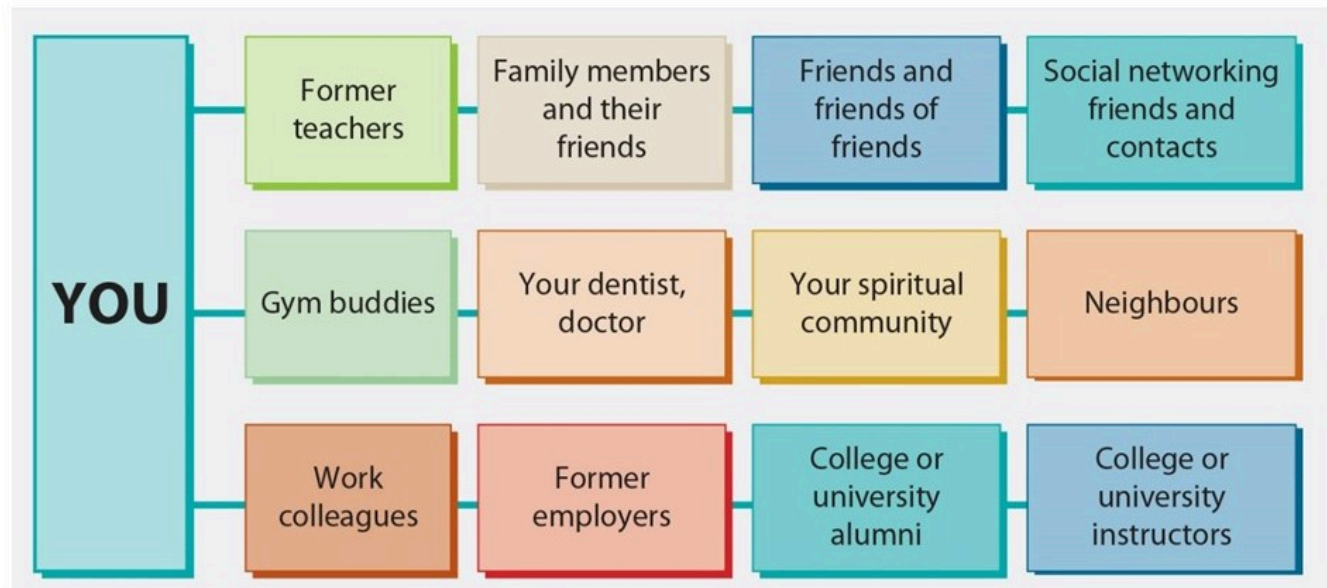 YOU
Former
teachers
Family members
and their
friends
Friends and
friends of
friends
Social networking
friends and
contacts
Gym buddies
Your dentist,
doctor
Your spiritual
community
Neighbours
Work
colleagues
Former
employers
College or
university
alumni
College or
university
instructors